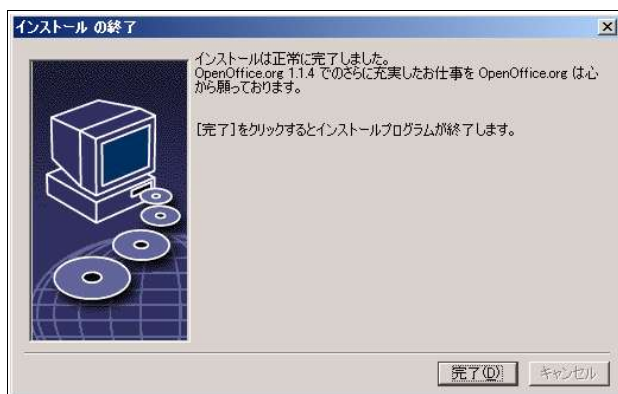 インストール の終了
インストールは正常に完了しました。
OpenOffice.org 1.1.4 でのさらに充実したお仕事を OpenOffice.org は心
から願っております。
[完了]をクリックするとインストールプログラムが終了します。
完了(D)
キャンセル